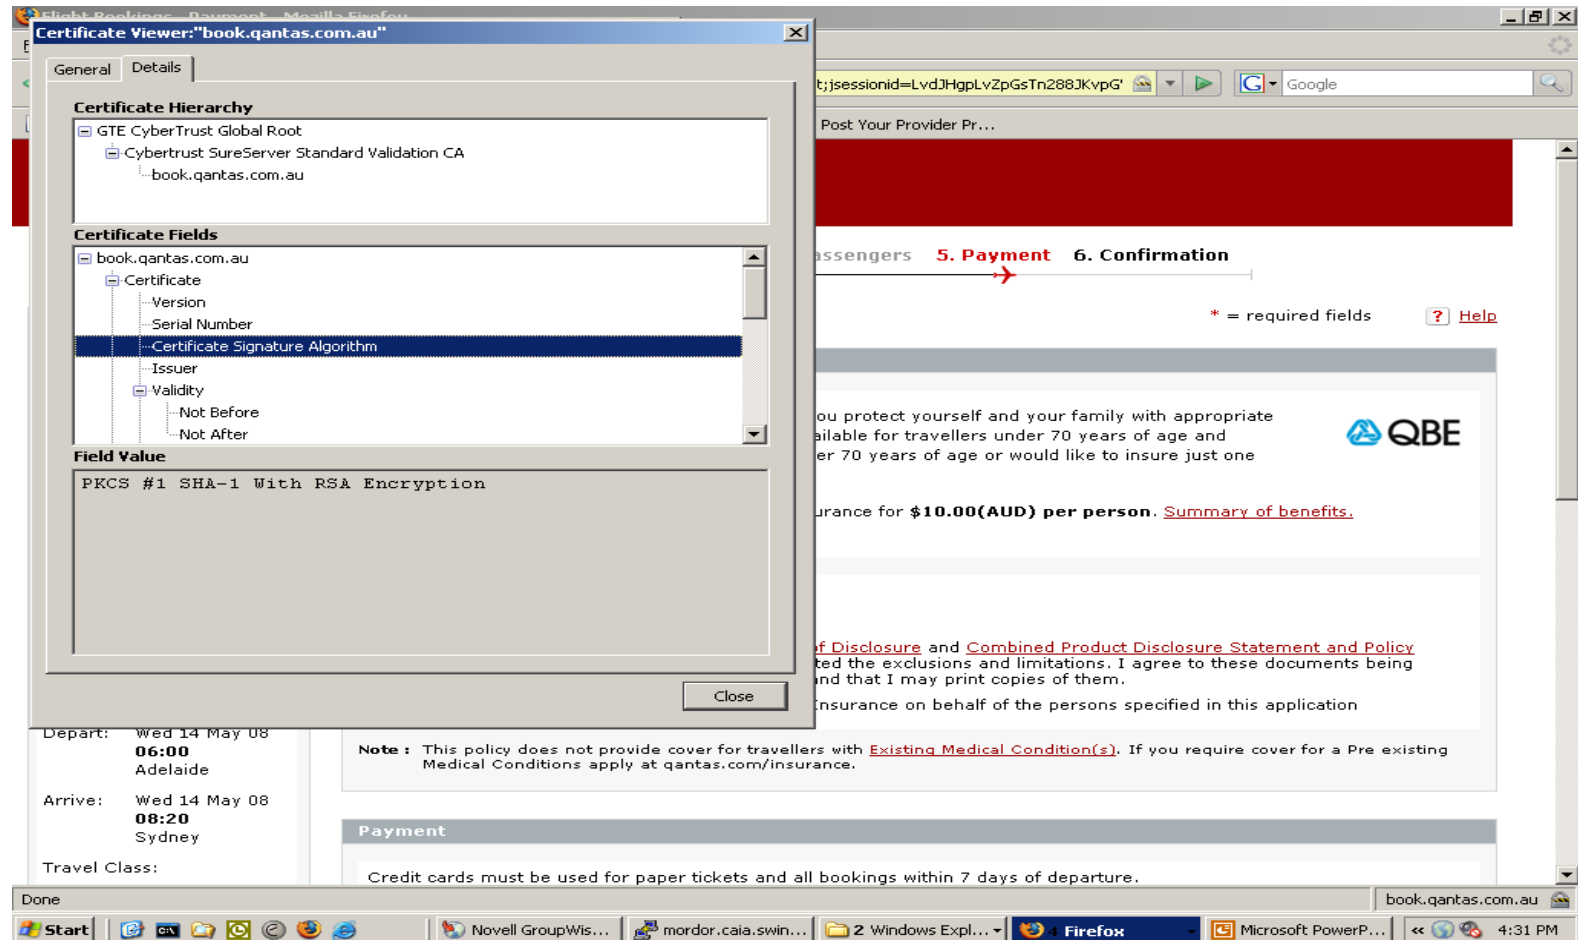 Flight Bookings - Payment - Mozilla Firefox
Certificate Viewer:"book.qantas.com.au"
General Details
Certificate Hierarchy
GTE CyberTrust Global Root
Cybertrust SureServer Standard Validation CA
book.qantas.com.au
Certificate Fields
book.qantas.com.au
Certificate
Version
Serial Number
Certificate Signature Algorithm
Issuer
Validity
Not Before
Not After
Field Value
PKCS #1 SHA-1 With RSA Encryption
Close
t;jsessionid=LvdJHgpLvZpGsTn288JKvpG'
G Google
Post Your Provider Pr...
assengers 5. Payment 6. Confirmation
* = required fields ? Help
ou protect yourself and your family with appropriate
ailable for travellers under 70 years of age and
er 70 years of age or would like to insure just one
QBE
urance for $10.00(AUD) per person. Summary of benefits.
of Disclosure and Combined Product Disclosure Statement and Policy
ted the exclusions and limitations. I agree to these documents being
and that I may print copies of them.
Insurance on behalf of the persons specified in this application
Note : This policy does not provide cover for travellers with Existing Medical Condition(s). If you require cover for a Pre existing
Medical Conditions apply at qantas.com/insurance.
Depart: Wed 14 May 08
06:00
Adelaide
Arrive: Wed 14 May 08
08:20
Sydney
Travel Class:
Payment
Credit cards must be used for paper tickets and all bookings within 7 days of departure.
Done
book.qantas.com.au
Start
Novell GroupWis...
mordor.caia.swin...
2 Windows Expl...
4 Firefox
Microsoft PowerP...
4:31 PM